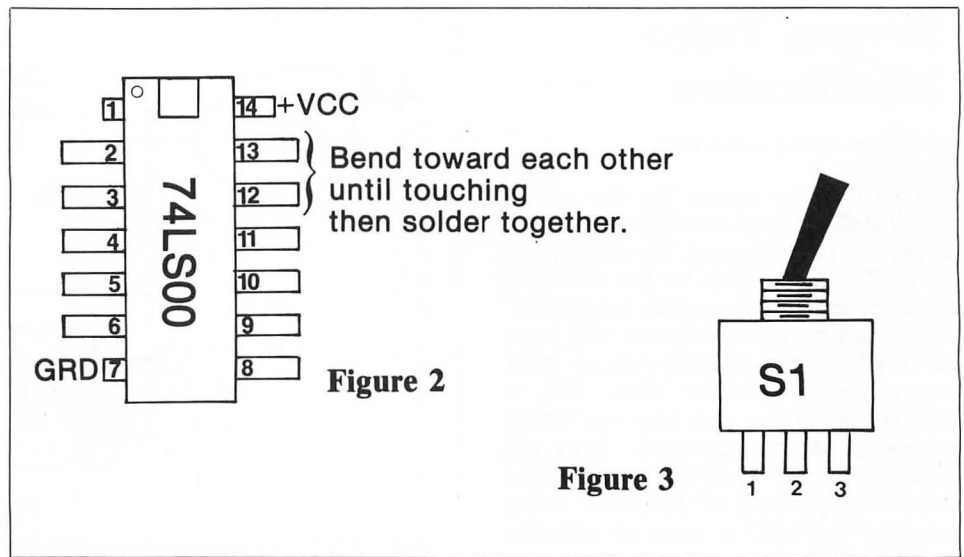 1
14
+VCC
2
13
3
12
4
11
5
10
6
9
GRD
7
8
74LS00
Bend toward each other
until touching
then solder together.
Figure 2
S1
1 2 3
Figure 3